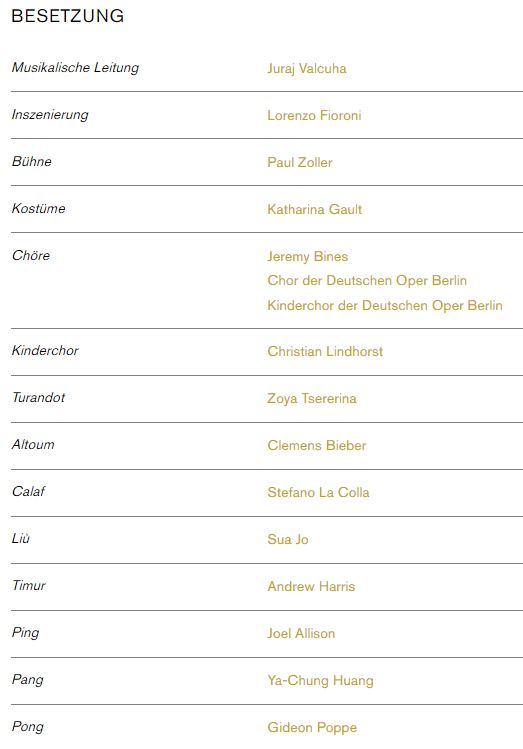 BESETZUNG
Musikalische Leitung Juraj Valcuha
Inszenierung Lorenzo Fioroni
Bühne Paul Zoller
Kostüme Katharina Gault
Chöre Jeremy Bines
Chor der Deutschen Oper Berlin
Kinderchor der Deutschen Oper Berlin
Kinderchor Christian Lindhorst
Turandot Zoya Tsererina
Altoum Clemens Bieber
Calaf Stefano La Colla
Liù Sua Jo
Timur Andrew Harris
Ping Joel Allison
Pang Ya-Chung Huang
Pong Gideon Poppe